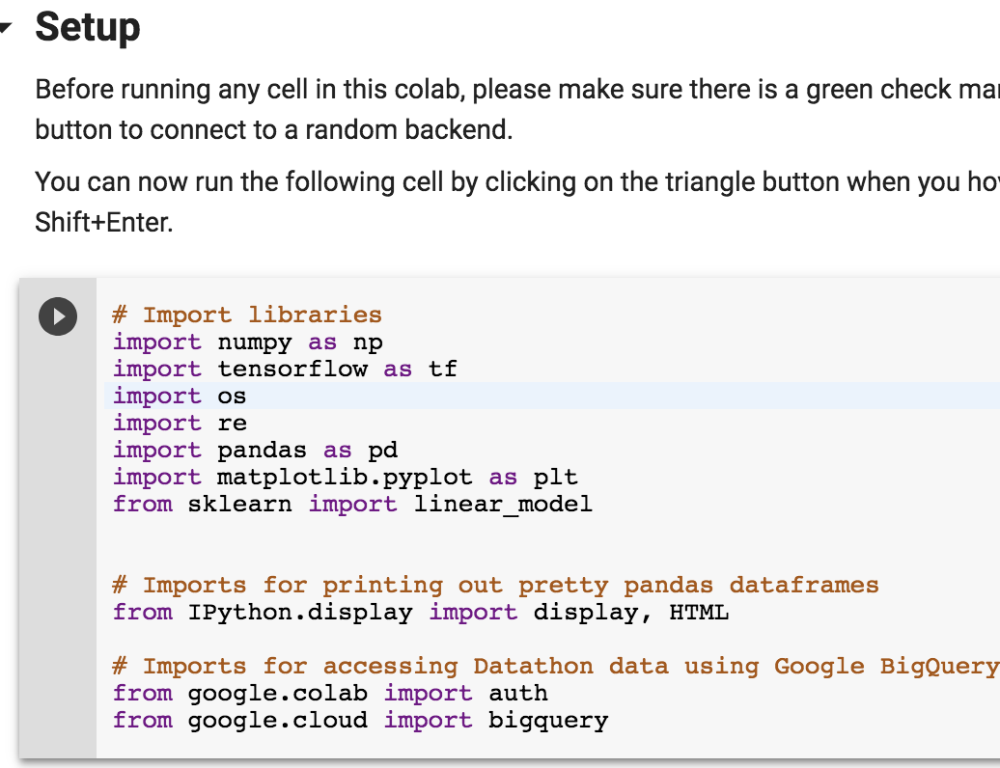 Setup
Before running any cell in this colab, please make sure there is a green check
button to connect to a random backend.
You can now run the following cell by clicking on the triangle button when you
Shift+Enter.
# Import libraries
import numpy as np
import tensorflow as tf
import os
import re
import pandas as pd
import matplotlib.pyplot as plt
from sklearn import linear_model
# Imports for printing out pretty pandas dataframes
from IPython.display import display, HTML
# Imports for accessing Datathon data using Google BigQuery
from google.colab import auth
from google.cloud import bigquery